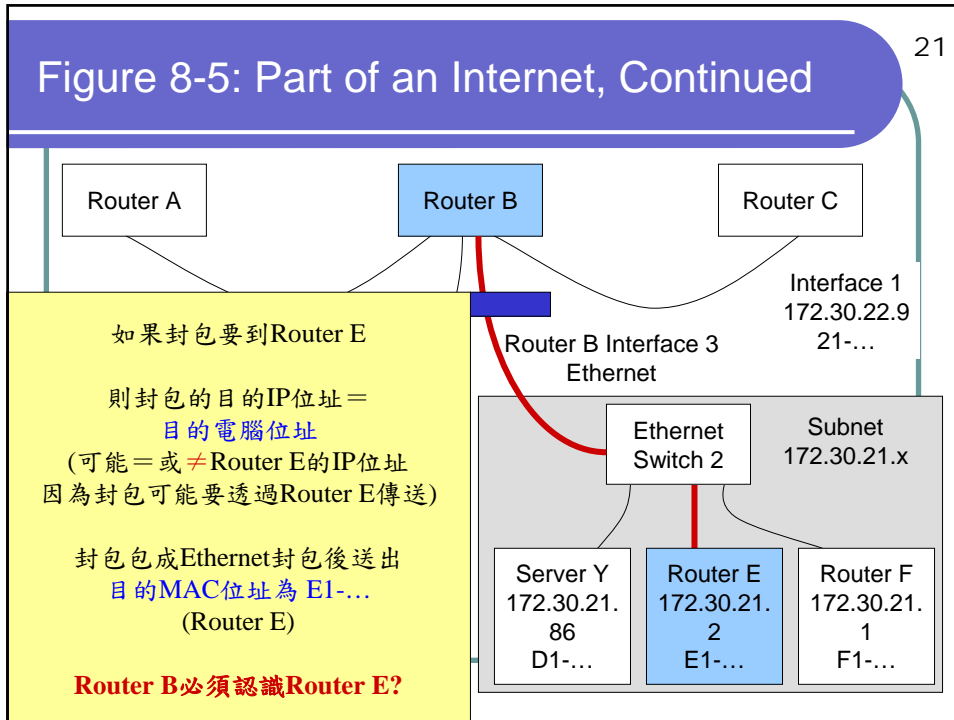 21
Figure 8-5: Part of an Internet, Continued
Router A
Router B
Router C
Interface 1
172.30.22.9
21-…
Router B Interface 3
Ethernet
如果封包要到Router E
則封包的目的IP位址＝
目的電腦位址
(可能＝或≠Router E的IP位址
因為封包可能要透過Router E傳送)
封包包成Ethernet封包後送出
目的MAC位址為 E1-…
(Router E)
Router B必須認識Router E?
Ethernet
Switch 2
Subnet
172.30.21.x
Server Y
172.30.21.
86
D1-…
Router E
172.30.21.
2
E1-…
Router F
172.30.21.
1
F1-…